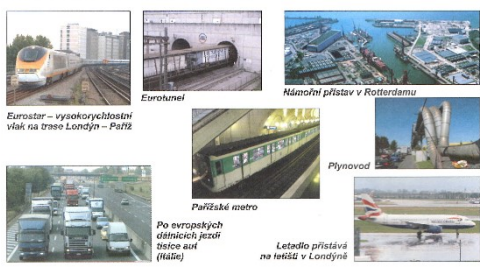 Eurotunel
Námořní přístav v Rotterdamu
Eurostar – vysokorychlostní
vlak na trase Londýn – Paříž
Plynovod
Pařížské metro
Po evropských
dálnicích jezdí
tisíce aut
(Itálie)
Letadlo přistává
na letišti v Londýně